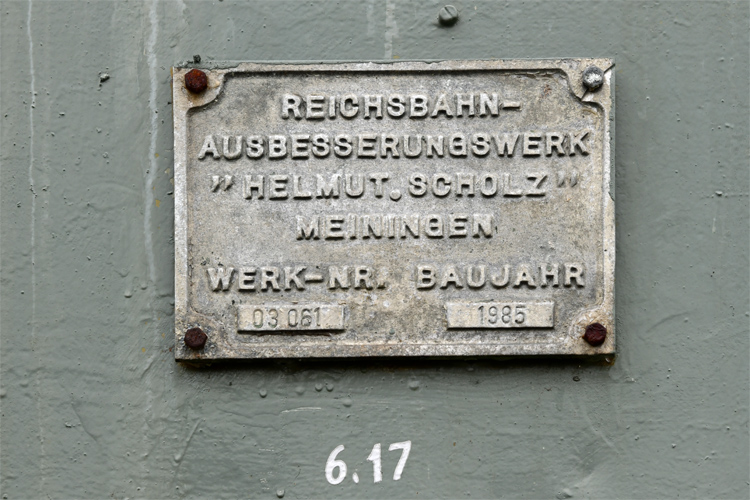 REICHSBAHN-
AUSBESSERUNGSWERK
"HELMUT. SCHOLZ"
MEININGEN
WERK-NR. BAUJAHR
03 061 1985
6.17